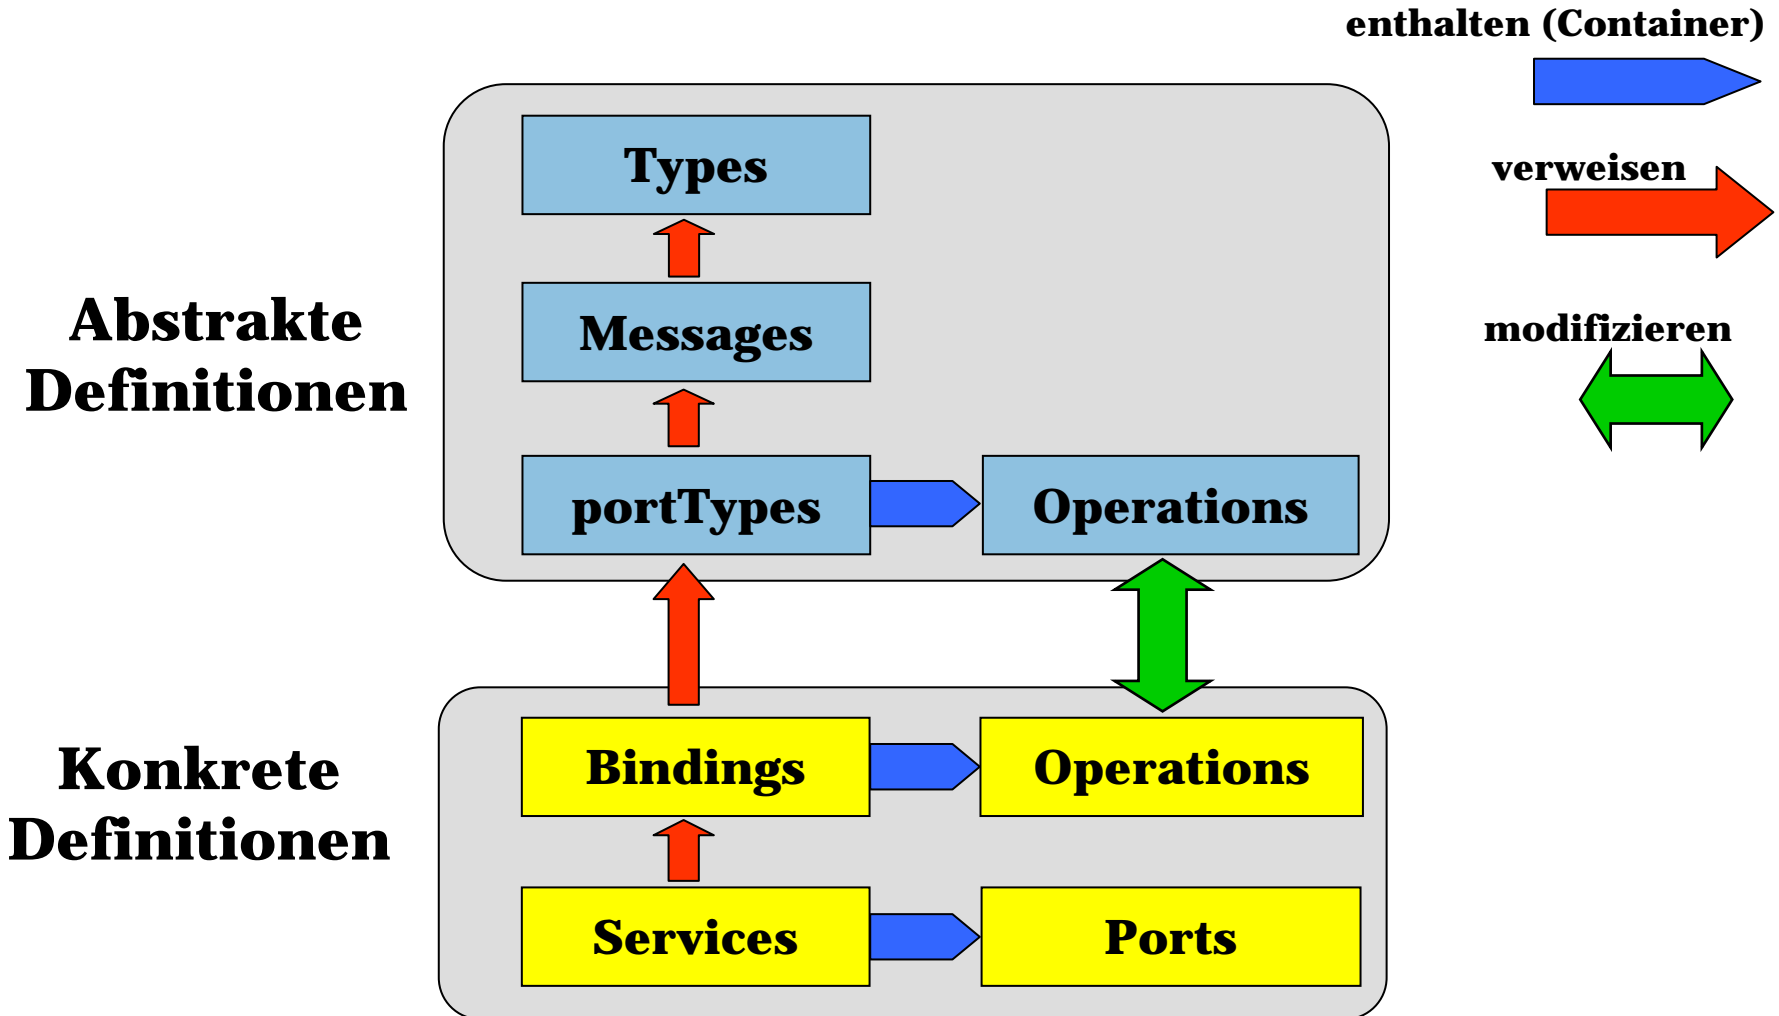 enthalten (Container)
verweisen
modifizieren
Abstrakte
Definitionen
Types
Messages
portTypes
Operations
Konkrete
Definitionen
Bindings
Operations
Services
Ports